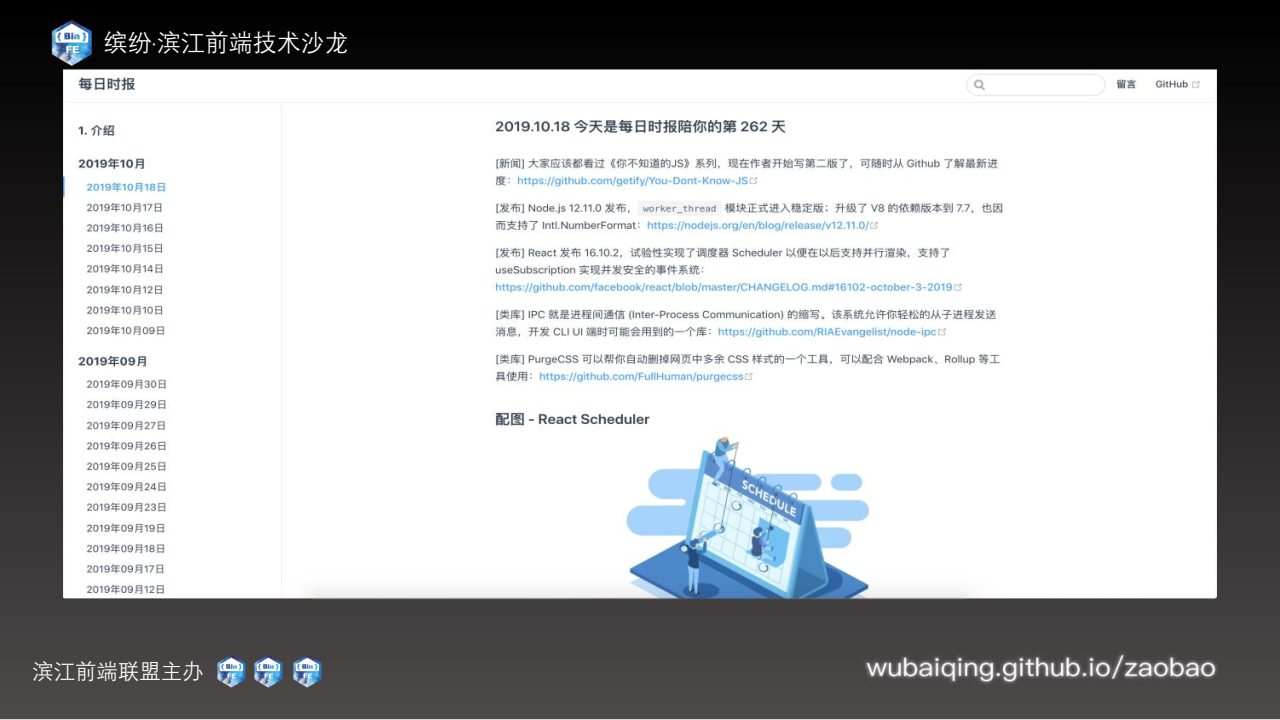 { Bin }
FE
缤纷·滨江前端技术沙龙
每日时报
留言
GitHub
1. 介绍
2019年10月
2019年10月18日
2019年10月17日
2019年10月16日
2019年10月15日
2019年10月14日
2019年10月12日
2019年10月10日
2019年10月09日
2019年09月
2019年09月30日
2019年09月29日
2019年09月27日
2019年09月26日
2019年09月25日
2019年09月24日
2019年09月23日
2019年09月19日
2019年09月18日
2019年09月17日
2019年09月12日
2019.10.18 今天是每日时报陪你的第 262 天
[新闻] 大家应该都看过《你不知道的JS》系列，现在作者开始写第二版了，可随时从 Github 了解最新进
度：https://github.com/getify/You-Dont-Know-JS
[发布] Node.js 12.11.0 发布， worker_thread 模块正式进入稳定版；升级了 V8 的依赖版本到 7.7，也因
而支持了 Intl.NumberFormat：https://nodejs.org/en/blog/release/v12.11.0/
[发布] React 发布 16.10.2，试验性实现了调度器 Scheduler 以便在以后支持并行渲染，支持了
useSubscription 实现并发安全的事件系统：
https://github.com/facebook/react/blob/master/CHANGELOG.md#16102-october-3-2019
[类库] IPC 就是进程间通信 (Inter-Process Communication) 的缩写。该系统允许你轻松的从子进程发送
消息，开发 CLI UI 端时可能会用到的一个库：https://github.com/RIAEvangelist/node-ipc
[类库] PurgeCSS 可以帮你自动删掉网页中多余 CSS 样式的一个工具，可以配合 Webpack、Rollup 等工
具使用：https://github.com/FullHuman/purgecss
配图 - React Scheduler
SCHEDULE
滨江前端联盟主办
{ Bin }
FE
{ Bin }
FE
{ Bin }
FE
wubaiqing.github.io/zaobao